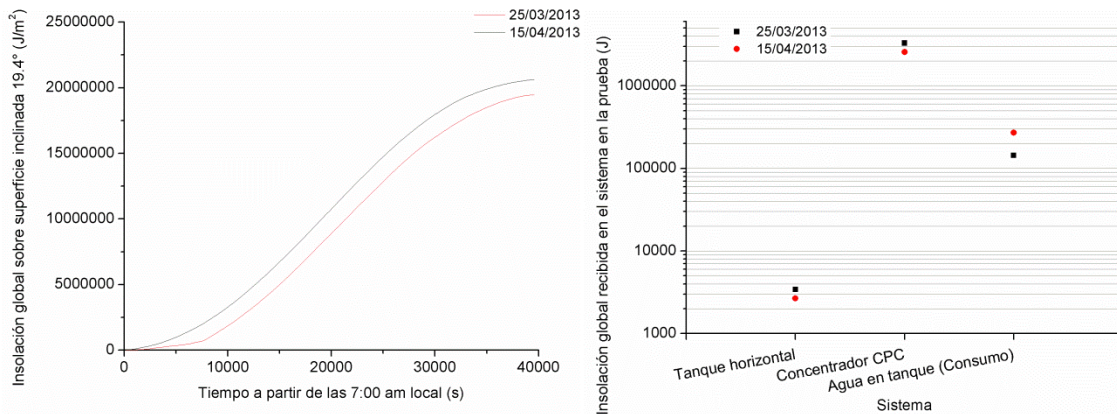 25/03/2013
15/04/2013
Insolación global sobre superficie inclinada 19.4° (J/m²)
25000000
20000000
15000000
10000000
5000000
0
0
10000
20000
30000
40000
Tiempo a partir de las 7:00 am local (s)
25/03/2013
15/04/2013
Insolación global recibida en el sistema en la prueba (J)
1000000
100000
10000
1000
Tanque horizontal
Concentrador CPC
Agua en tanque (Consumo)
Sistema